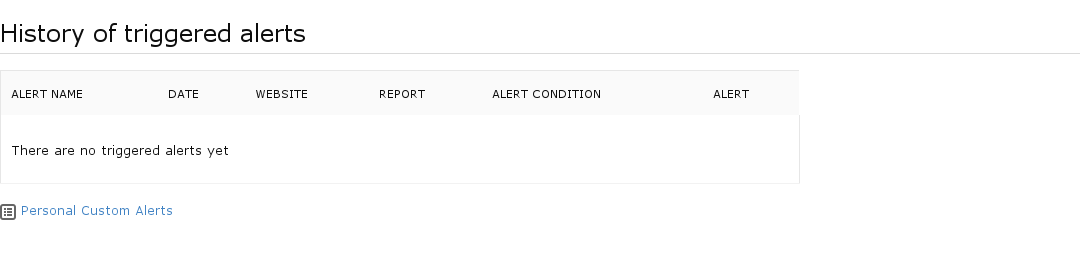 History of triggered alerts
ALERT NAME DATE WEBSITE REPORT ALERT CONDITION ALERT
There are no triggered alerts yet
Personal Custom Alerts